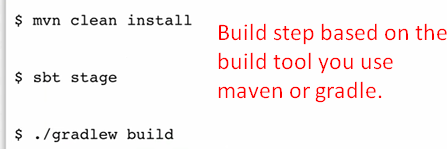 $ mvn clean install
Build step based on the
build tool you use
maven or gradle.
$ sbt stage
$ ./gradlew build